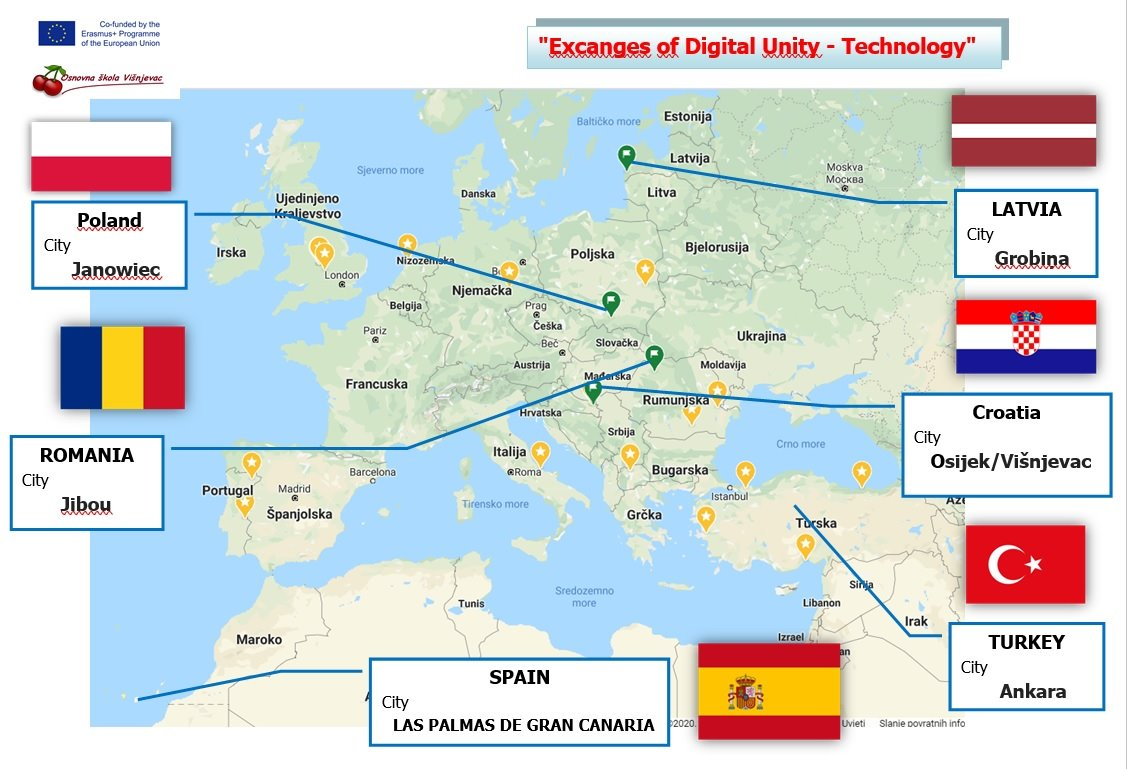 Co-funded by the
Erasmus+ Programme
of the European Union
Osnovna škola Višnjevac
"Excanges of Digital Unity - Technology"
Poland
City
Janowiec
ROMANIA
City
Jibou
LATVIA
City
Grobiņa
Croatia
City
Osijek/Višnjevac
TURKEY
City
Ankara
SPAIN
City
LAS PALMAS DE GRAN CANARIA
Baltičko more
Estonija
Sjeverno more
Latvija
Moskva
Москва
Danska
Litva
Ujedinjeno
Kraljevstvo
Irska
Nizozemska
Poljska
Bjelorusija
London
Njemačka
Belgija
Prag
Češka
Ukrajina
Pariz
Beč
Slovačka
Austrija
Moldavija
Francuska
Mađarska
Rumunjska
Hrvatska
Srbija
Italija
Crno more
Roma
Barcelona
Bugarska
Portugal
Madrid
Istanbul
Španjolska
Tirensko more
Grčka
Turska
Sredozemno
more
Sirija
Tunis
Libanon
Irak
Maroko
Izrael
©2020.
Uvjeti
Slanje povratnih info